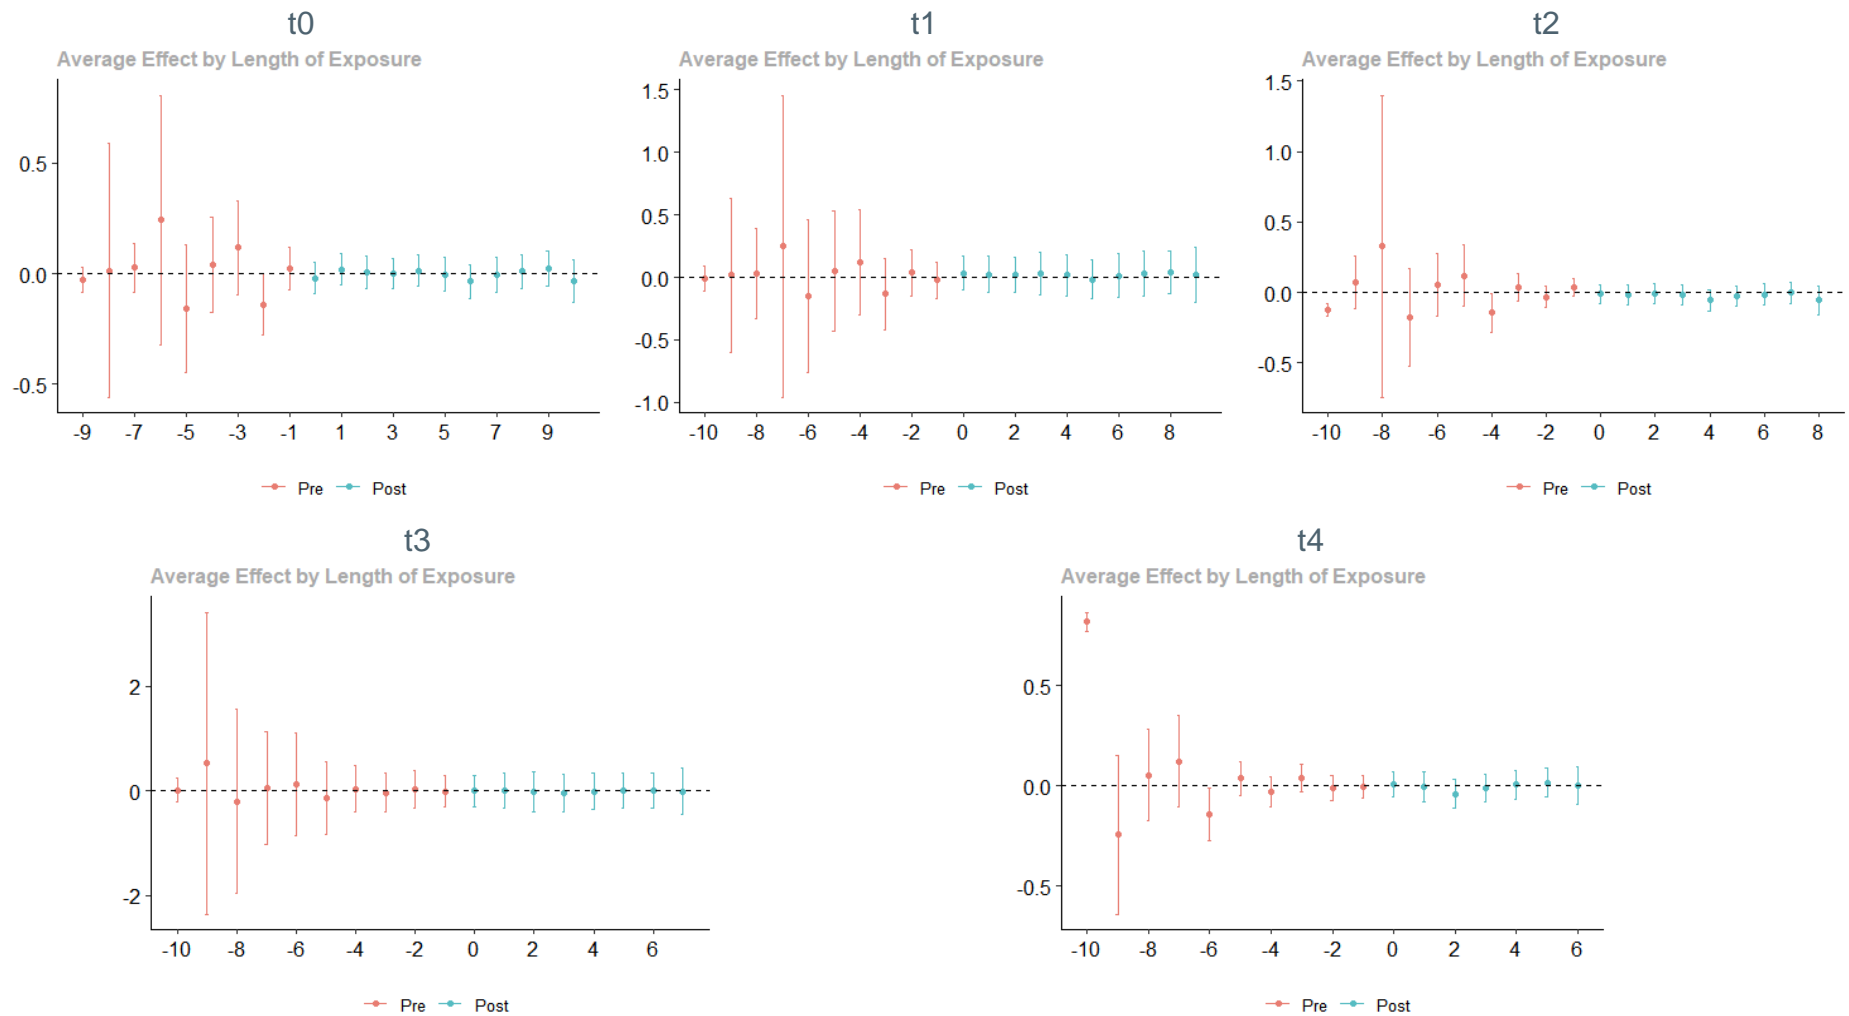 t0
Average Effect by Length of Exposure
0.5
0.0
-0.5
-9 -7 -5 -3 -1 1 3 5 7 9
Pre Post
t1
Average Effect by Length of Exposure
1.5
1.0
0.5
0.0
-0.5
-1.0
-10 -8 -6 -4 -2 0 2 4 6 8
Pre Post
t2
Average Effect by Length of Exposure
1.5
1.0
0.5
0.0
-0.5
-10 -8 -6 -4 -2 0 2 4 6 8
Pre Post
t3
Average Effect by Length of Exposure
2
0
-2
-10 -8 -6 -4 -2 0 2 4 6
Pre Post
t4
Average Effect by Length of Exposure
0.5
0.0
-0.5
-10 -8 -6 -4 -2 0 2 4 6
Pre Post